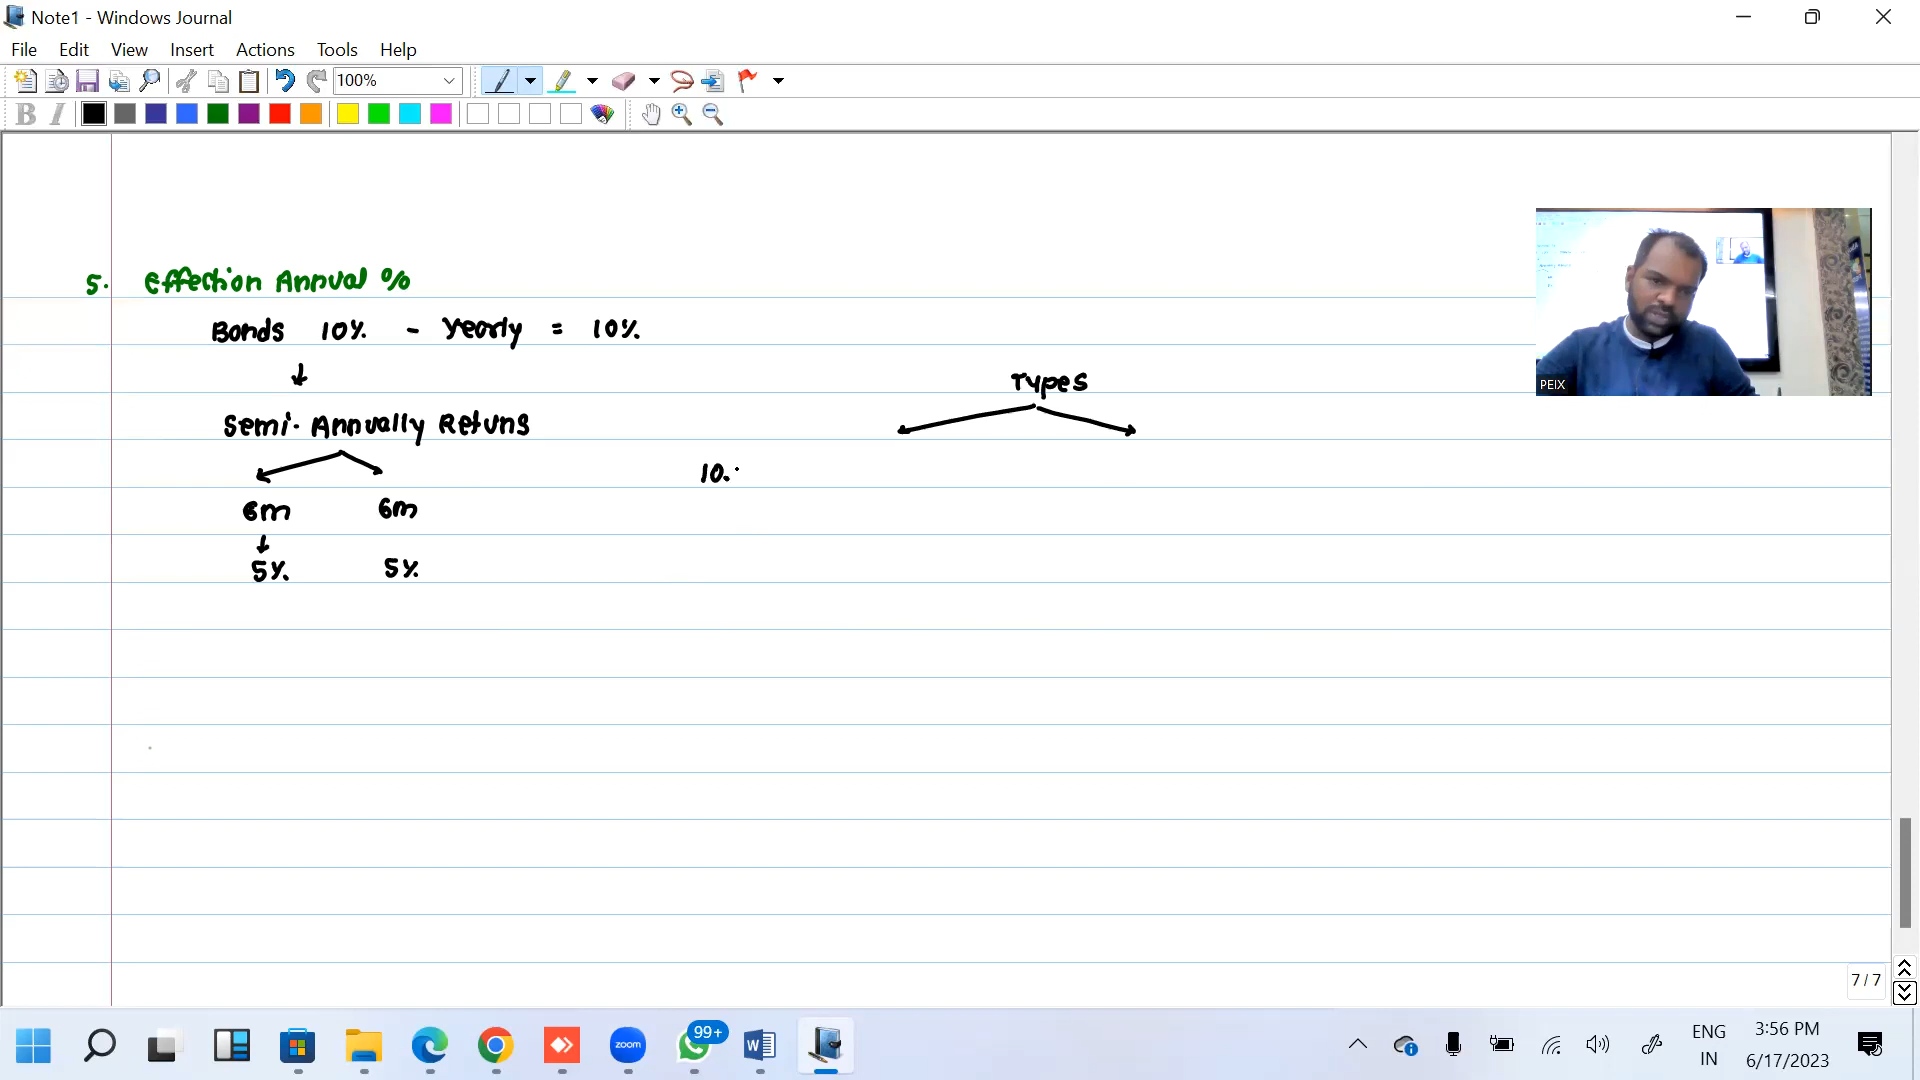 Note1 - Windows Journal
File Edit View Insert Actions Tools Help
100%
B I
5. Effection Annual %
Bonds 10% - Yearly = 10%
Types
Semi. Annually Retuns
10.
6m 6m
5% 5%
PEIX
7 / 7
99+
zoom
ENG
IN
3:56 PM
6/17/2023